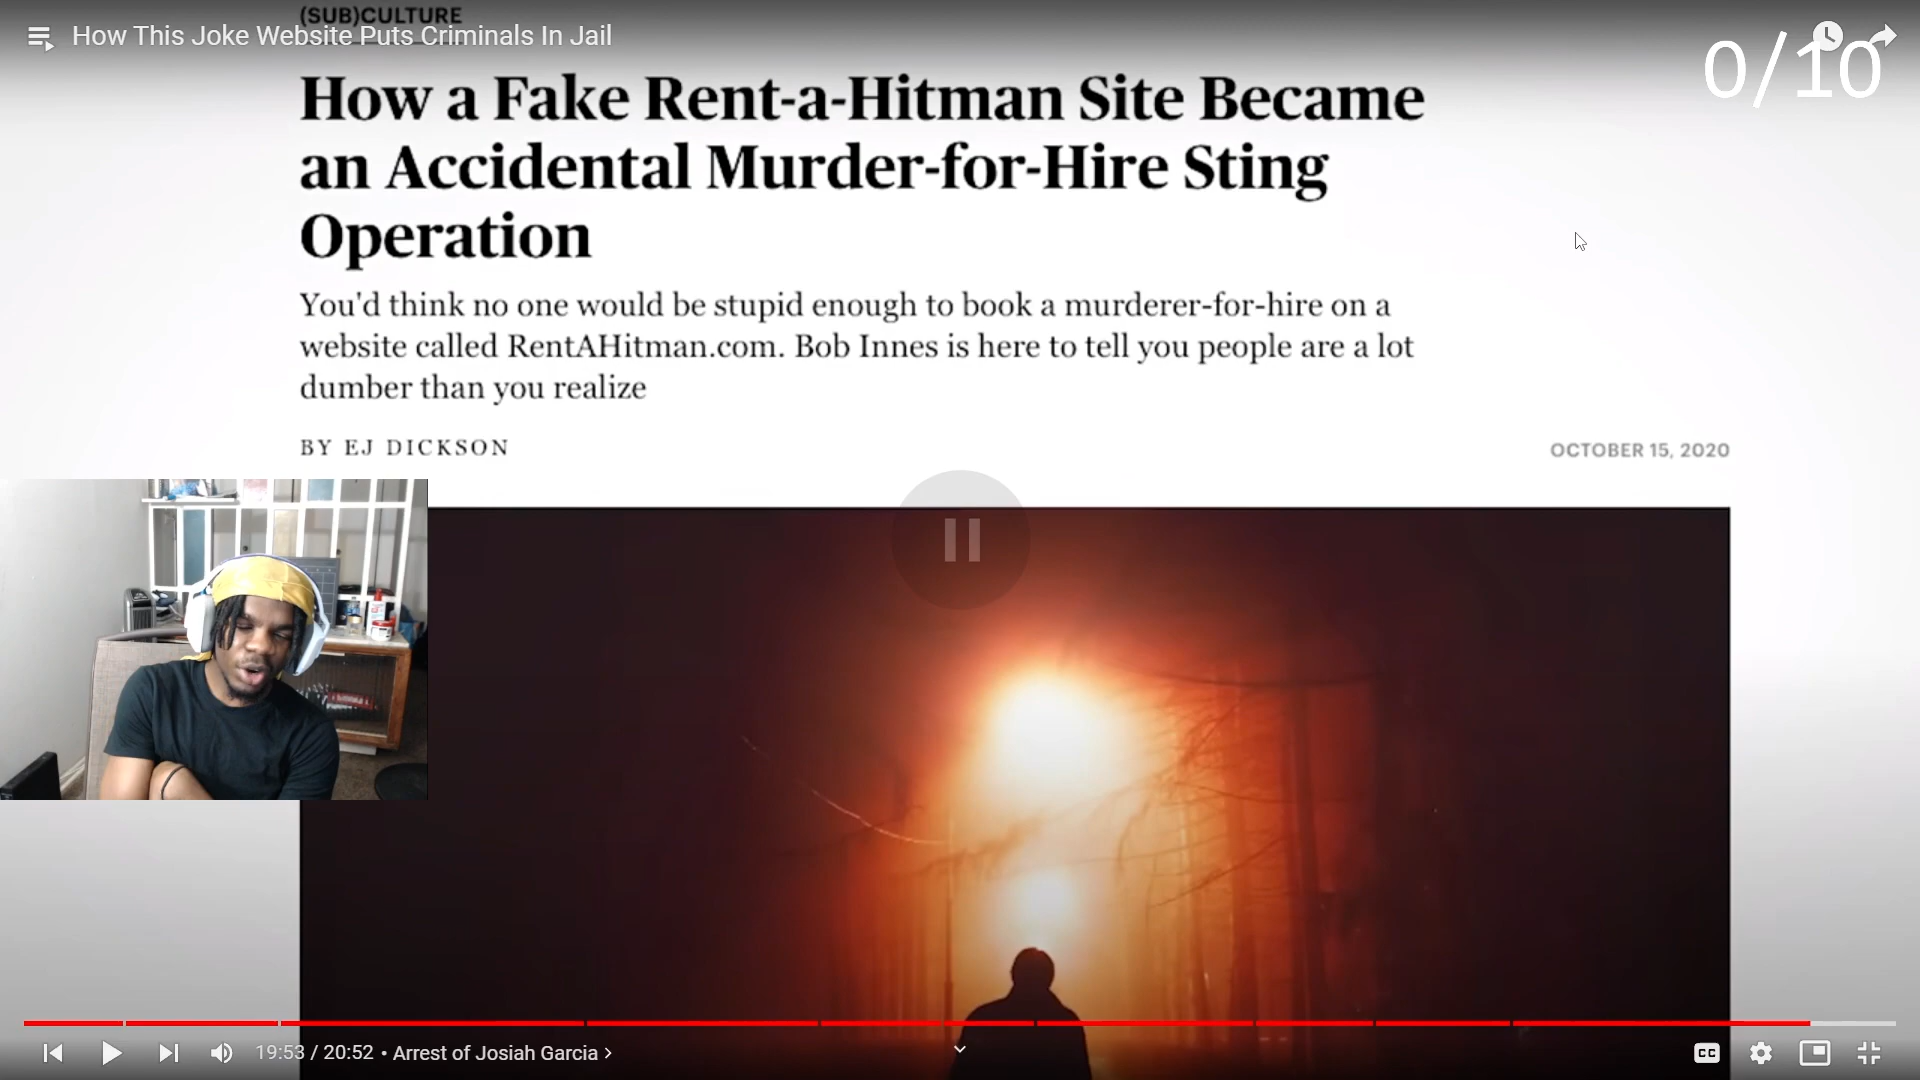 (SUB)CULTURE
How This Joke Website Puts Criminals In Jail
0/10
How a Fake Rent-a-Hitman Site Became
an Accidental Murder-for-Hire Sting
Operation
You'd think no one would be stupid enough to book a murderer-for-hire on a
website called RentAHitman.com. Bob Innes is here to tell you people are a lot
dumber than you realize
BY EJ DICKSON
OCTOBER 15, 2020
19:53 / 20:52 • Arrest of Josiah Garcia >
CC